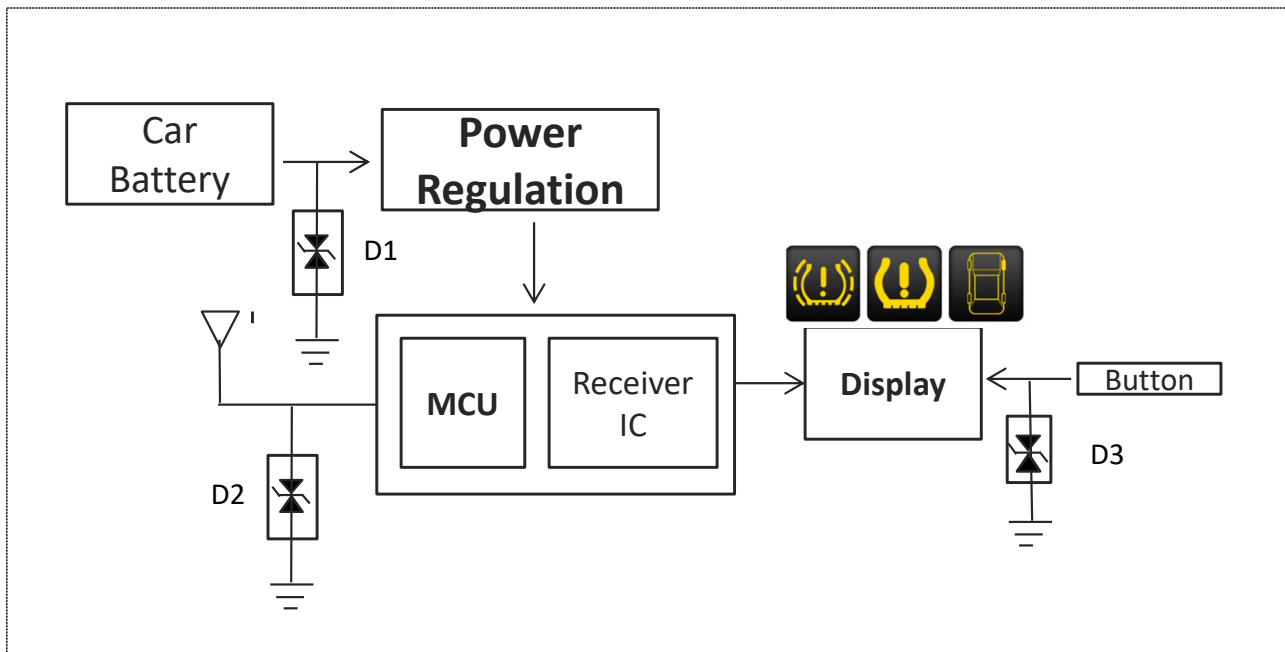 Car
Battery
Power
Regulation
D1
MCU
Receiver
IC
Display
Button
D2
D3